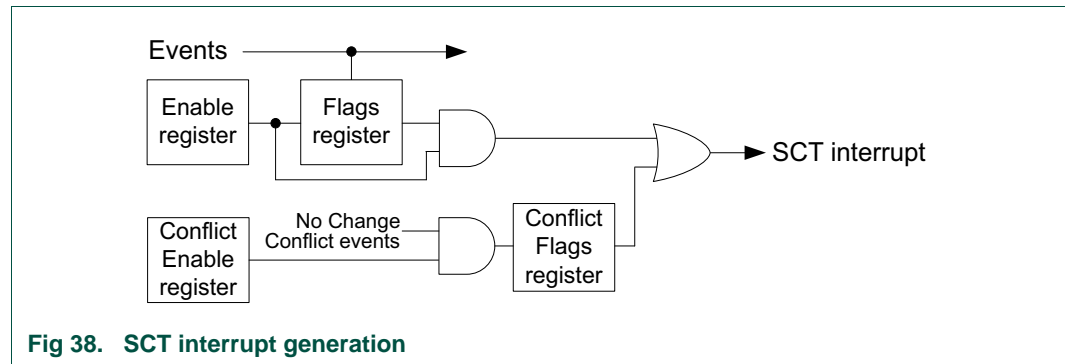 Events
Enable
register
Flags
register
SCT interrupt
No Change
Conflict events
Conflict
Enable
register
Conflict
Flags
register
Fig 38. SCT interrupt generation